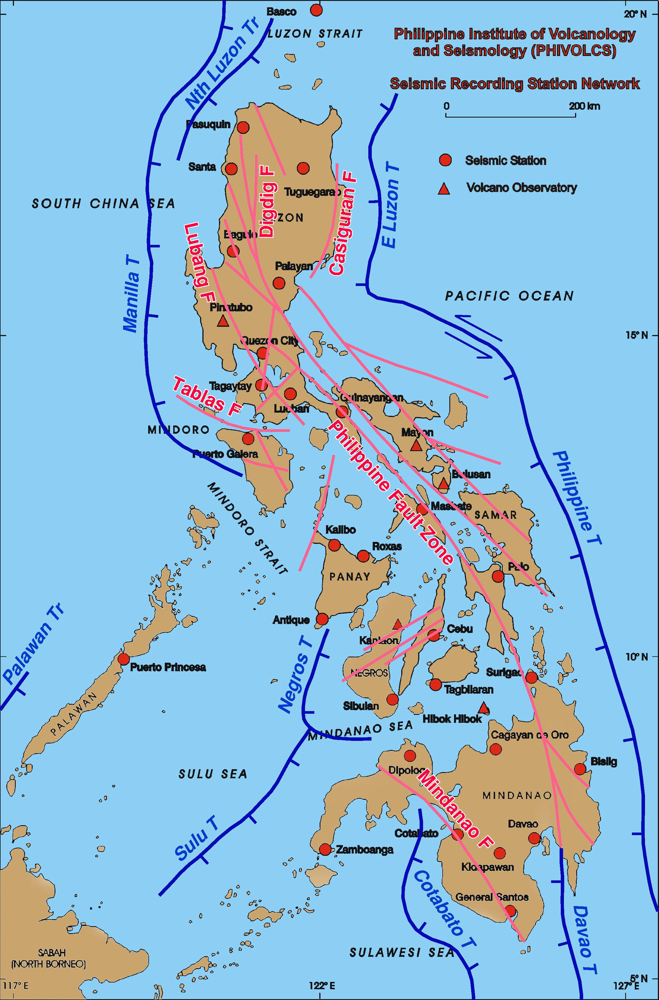 Basco
20° N
LUZON STRAIT
Nth Luzon Tr
Philippine Institute of Volcanology
and Seismology (PHIVOLCS)
Seismic Recording Station Network
0
200 km
Pasuquin
Seismic Station
Santa
Volcano Observatory
Tuguegarao
Digdig F
Casiguran F
E Luzon T
SOUTH CHINA SEA
LUZON
Lubang F
Baguio
Palayan
Manilla T
PACIFIC OCEAN
Pinatubo
15° N
Quezon City
Tagaytay
Tablas F
Lucban
Guinayangan
MINDORO
Mayon
Philippine Fault Zone
Puerto Galera
Bulusan
Philippine T
MINDORO STRAIT
Masbate
SAMAR
Kalibo
Roxas
Palo
PANAY
Antique
Palawan Tr
Cebu
Kanlaon
Negros T
10° N
Puerto Princesa
NEGROS
Surigao
Tagbilaran
PALAWAN
Sibulan
Hibok Hibok
MINDANAO SEA
Cagayan de Oro
Bislig
SULU SEA
Dipolog
Mindanao F
MINDANAO
Davao
Cotabato
Sulu T
Zamboanga
Kidapawan
Cotabato T
General Santos
Davao T
SABAH
(NORTH BORNEO)
SULAWESI SEA
5° N
117° E
122° E
127° E